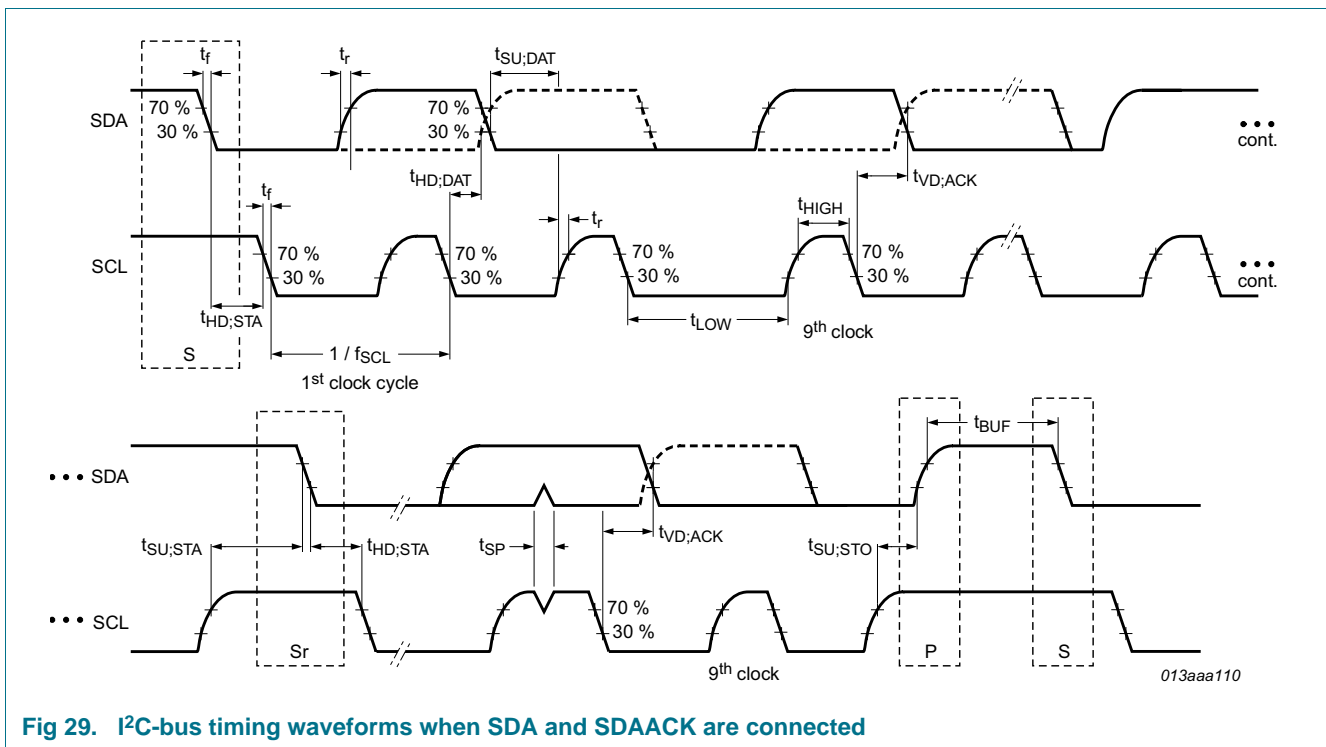 tf
tr
tSU;DAT
70 %
30 %
70 %
30 %
SDA
cont.
tHD;DAT
tVD;ACK
tf
tr
tHIGH
70 %
30 %
70 %
30 %
70 %
30 %
SCL
cont.
tHD;STA
tLOW
9th clock
S
1 / fSCL
1st clock cycle
tBUF
SDA
tSU;STA
tHD;STA
tSP
tVD;ACK
tSU;STO
70 %
30 %
SCL
Sr
P
S
9th clock
013aaa110
Fig 29. I²C-bus timing waveforms when SDA and SDAACK are connected